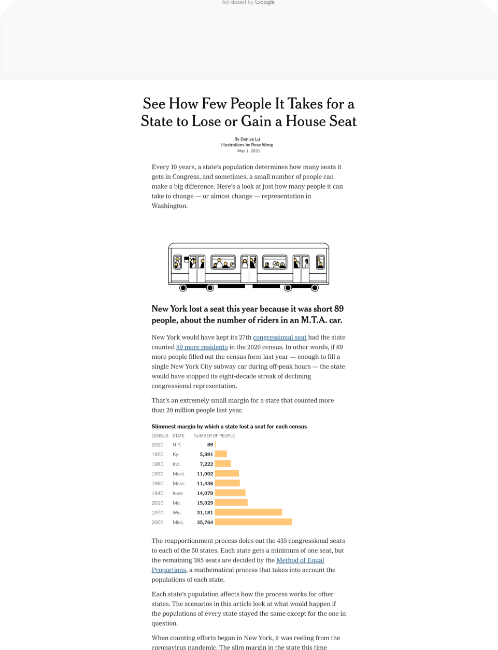 Ad closed by Google
See How Few People It Takes for a
State to Lose or Gain a House Seat
By Denise Lu
Illustrations by Rose Wong
May 1, 2021
Every 10 years, a state's population determines how many seats it
gets in Congress, and sometimes, a small number of people can
make a big difference. Here's a look at just how many people it can
take to change — or almost change — representation in
Washington.
New York lost a seat this year because it was short 89
people, about the number of riders in an M.T.A. car.
New York would have kept its 27th congressional seat had the state
counted 89 more residents in the 2020 census. In other words, if 89
more people filled out the census form last year — enough to fill a
single New York City subway car during off-peak hours — the state
would have stopped its eight-decade streak of declining
congressional representation.
That's an extremely small margin for a state that counted more
than 20 million people last year.
Slimmest margin by which a state lost a seat for each census
CENSUS STATE NUMBER OF PEOPLE
2020 N.Y. 89
1950 Ky. 5,391
1980 Ind. 7,222
1990 Mont. 11,002
1960 Mass. 11,436
1940 Iowa 14,079
2010 Mo. 15,029
1970 Wis. 31,181
2000 Miss. 35,764
The reapportionment process doles out the 435 congressional seats
to each of the 50 states. Each state gets a minimum of one seat, but
the remaining 385 seats are decided by the Method of Equal
Proportions, a mathematical process that takes into account the
populations of each state.
Each state's population affects how the process works for other
states. The scenarios in this article look at what would happen if
the populations of every state stayed the same except for the one in
question.
When counting efforts began in New York, it was reeling from the
coronavirus pandemic. The slim margin in the state this time